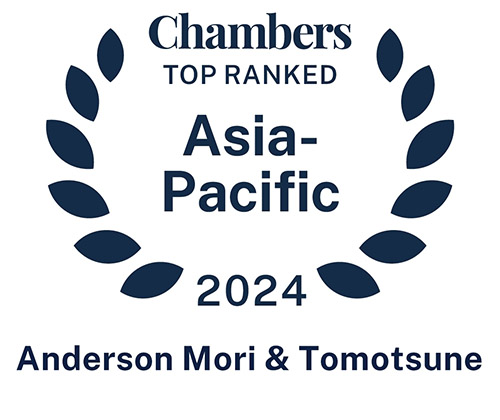 Chambers
TOP RANKED
Asia-
Pacific
2024
Anderson Mori & Tomotsune